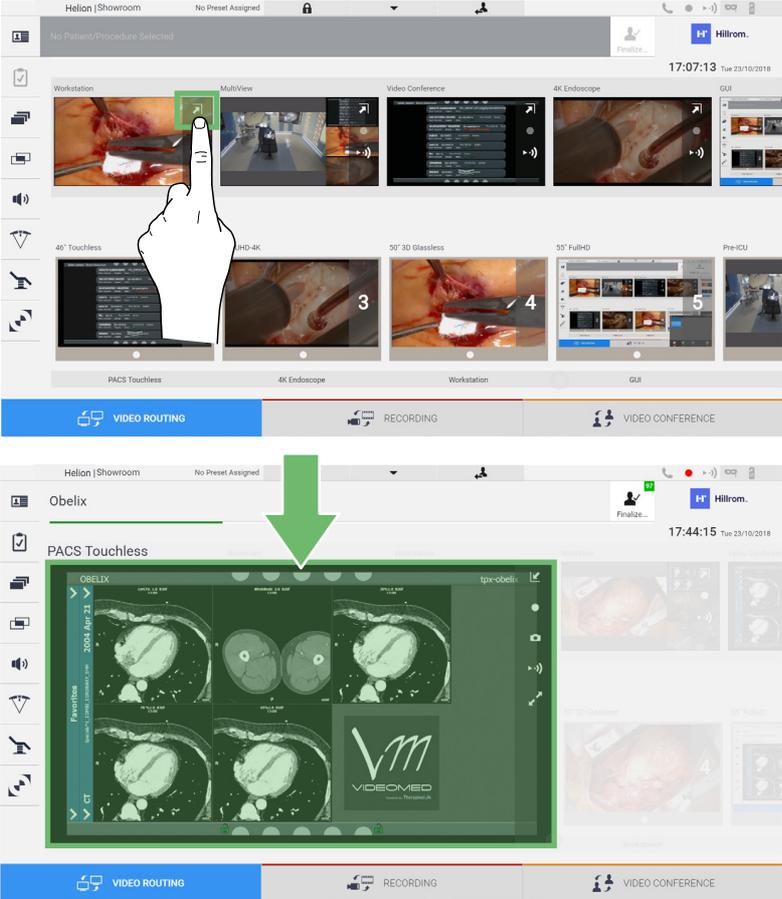 Helion | Showroom
No Preset Assigned
No Patient/Procedure Selected
Finalize...
Hillrom.
17:07:13 Tue 23/10/2018
Workstation
MultiView
Video Conference
4K Endoscope
GUI
46" Touchless
UHD-4K
50" 3D Glassless
55" FullHD
Pre-ICU
3
4
5
PACS Touchless
4K Endoscope
Workstation
GUI
VIDEO ROUTING
RECORDING
VIDEO CONFERENCE
Helion | Showroom
No Preset Assigned
Obelix
97
Finalize...
Hillrom.
17:44:15 Tue 23/10/2018
PACS Touchless
OBELIX
tpx-obelix
2004 Apr 21
Favorites
CT
VIDEOMED
4
VIDEO ROUTING
RECORDING
VIDEO CONFERENCE